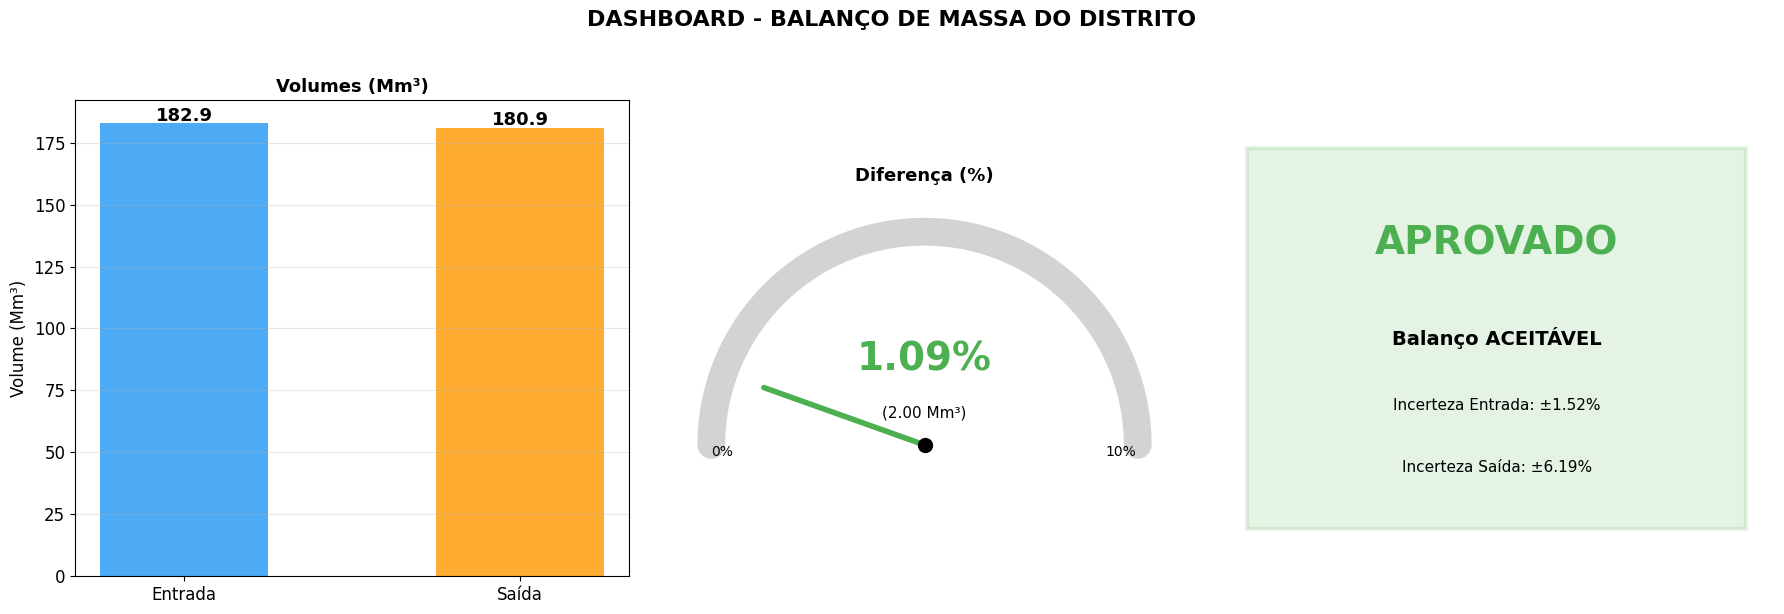 DASHBOARD - BALANÇO DE MASSA DO DISTRITO
Volumes (Mm³)
182.9
180.9
175
150
125
100
75
50
25
0
Volume (Mm³)
Entrada
Saída
Diferença (%)
1.09%
(2.00 Mm³)
0%
10%
APROVADO
Balanço ACEITÁVEL
Incerteza Entrada: ±1.52%
Incerteza Saída: ±6.19%